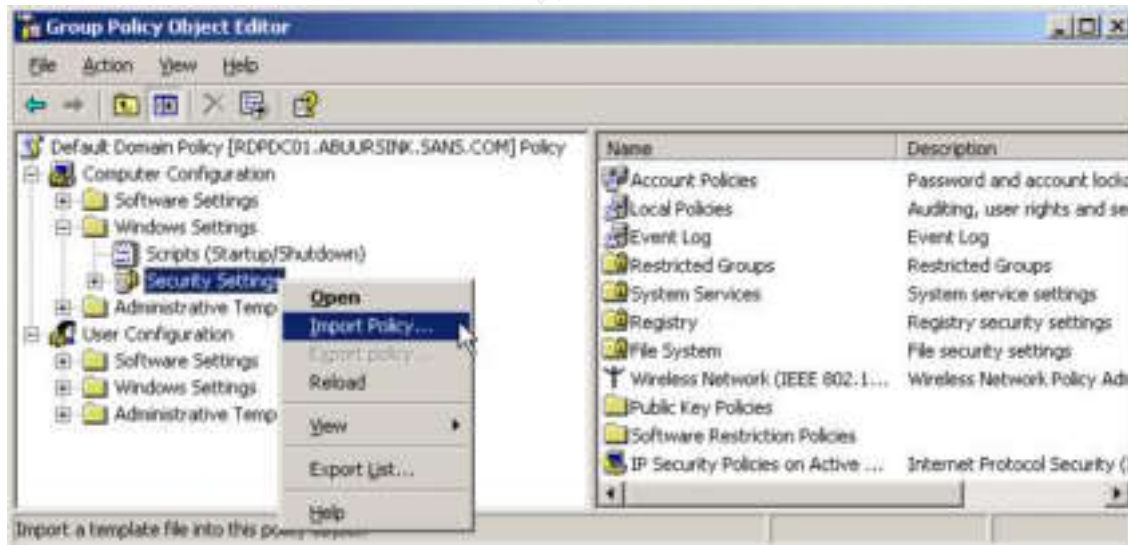 Group Policy Object Editor
File Action View Help
Default Domain Policy [RDPDC01.ABUURSINK.SANS.COM] Policy
Computer Configuration
Software Settings
Windows Settings
Scripts (Startup/Shutdown)
Security Settings
Administrative Temp
User Configuration
Software Settings
Windows Settings
Administrative Temp
Open
Import Policy...
Export policy...
Reload
View
Export List...
Help
Name Description
Account Policies Password and account locko
Local Policies Auditing, user rights and se
Event Log Event Log
Restricted Groups Restricted Groups
System Services System service settings
Registry Registry security settings
File System File security settings
Wireless Network (IEEE 802.1... Wireless Network Policy Adm
Public Key Policies
Software Restriction Policies
IP Security Policies on Active ... Internet Protocol Security (
Import a template file into this